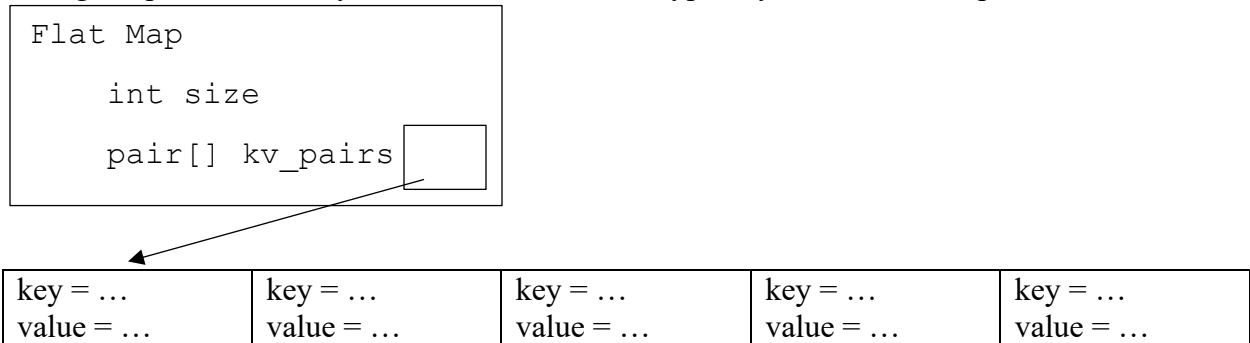 Flat Map
int size
pair[] kv_pairs
key = … key = … key = … key = … key = …
value = … value = … value = … value = … value = …